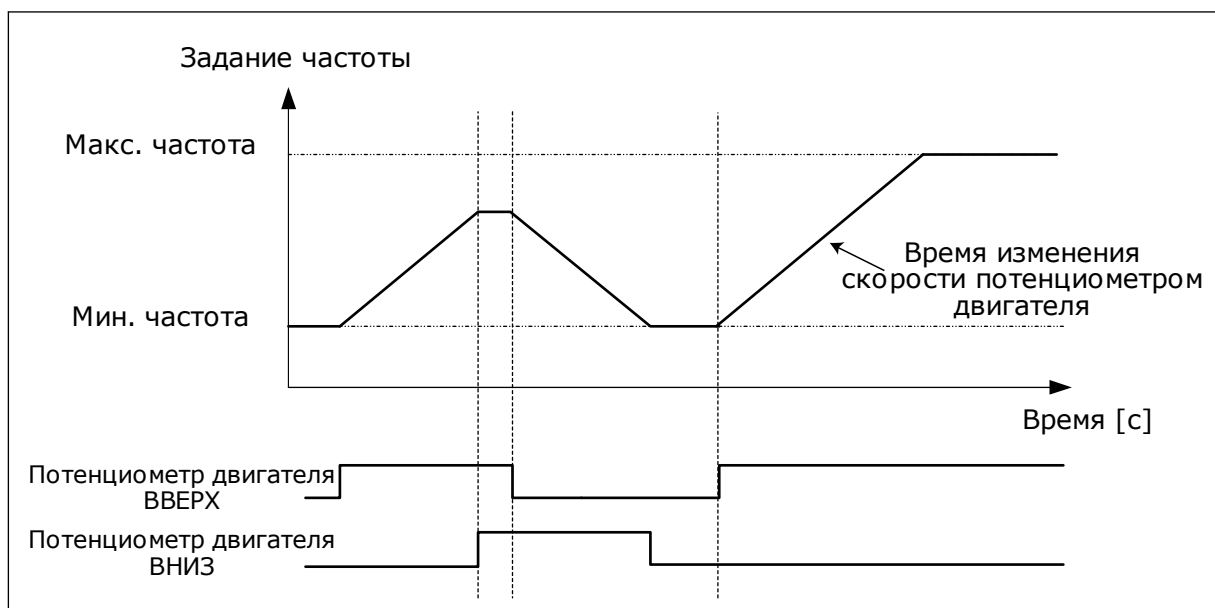 Задание частоты
Макс. частота
Время изменения
скорости потенциометром
двигателя
Мин. частота
Время [с]
Потенциометр двигателя
ВВЕРХ
Потенциометр двигателя
ВНИЗ